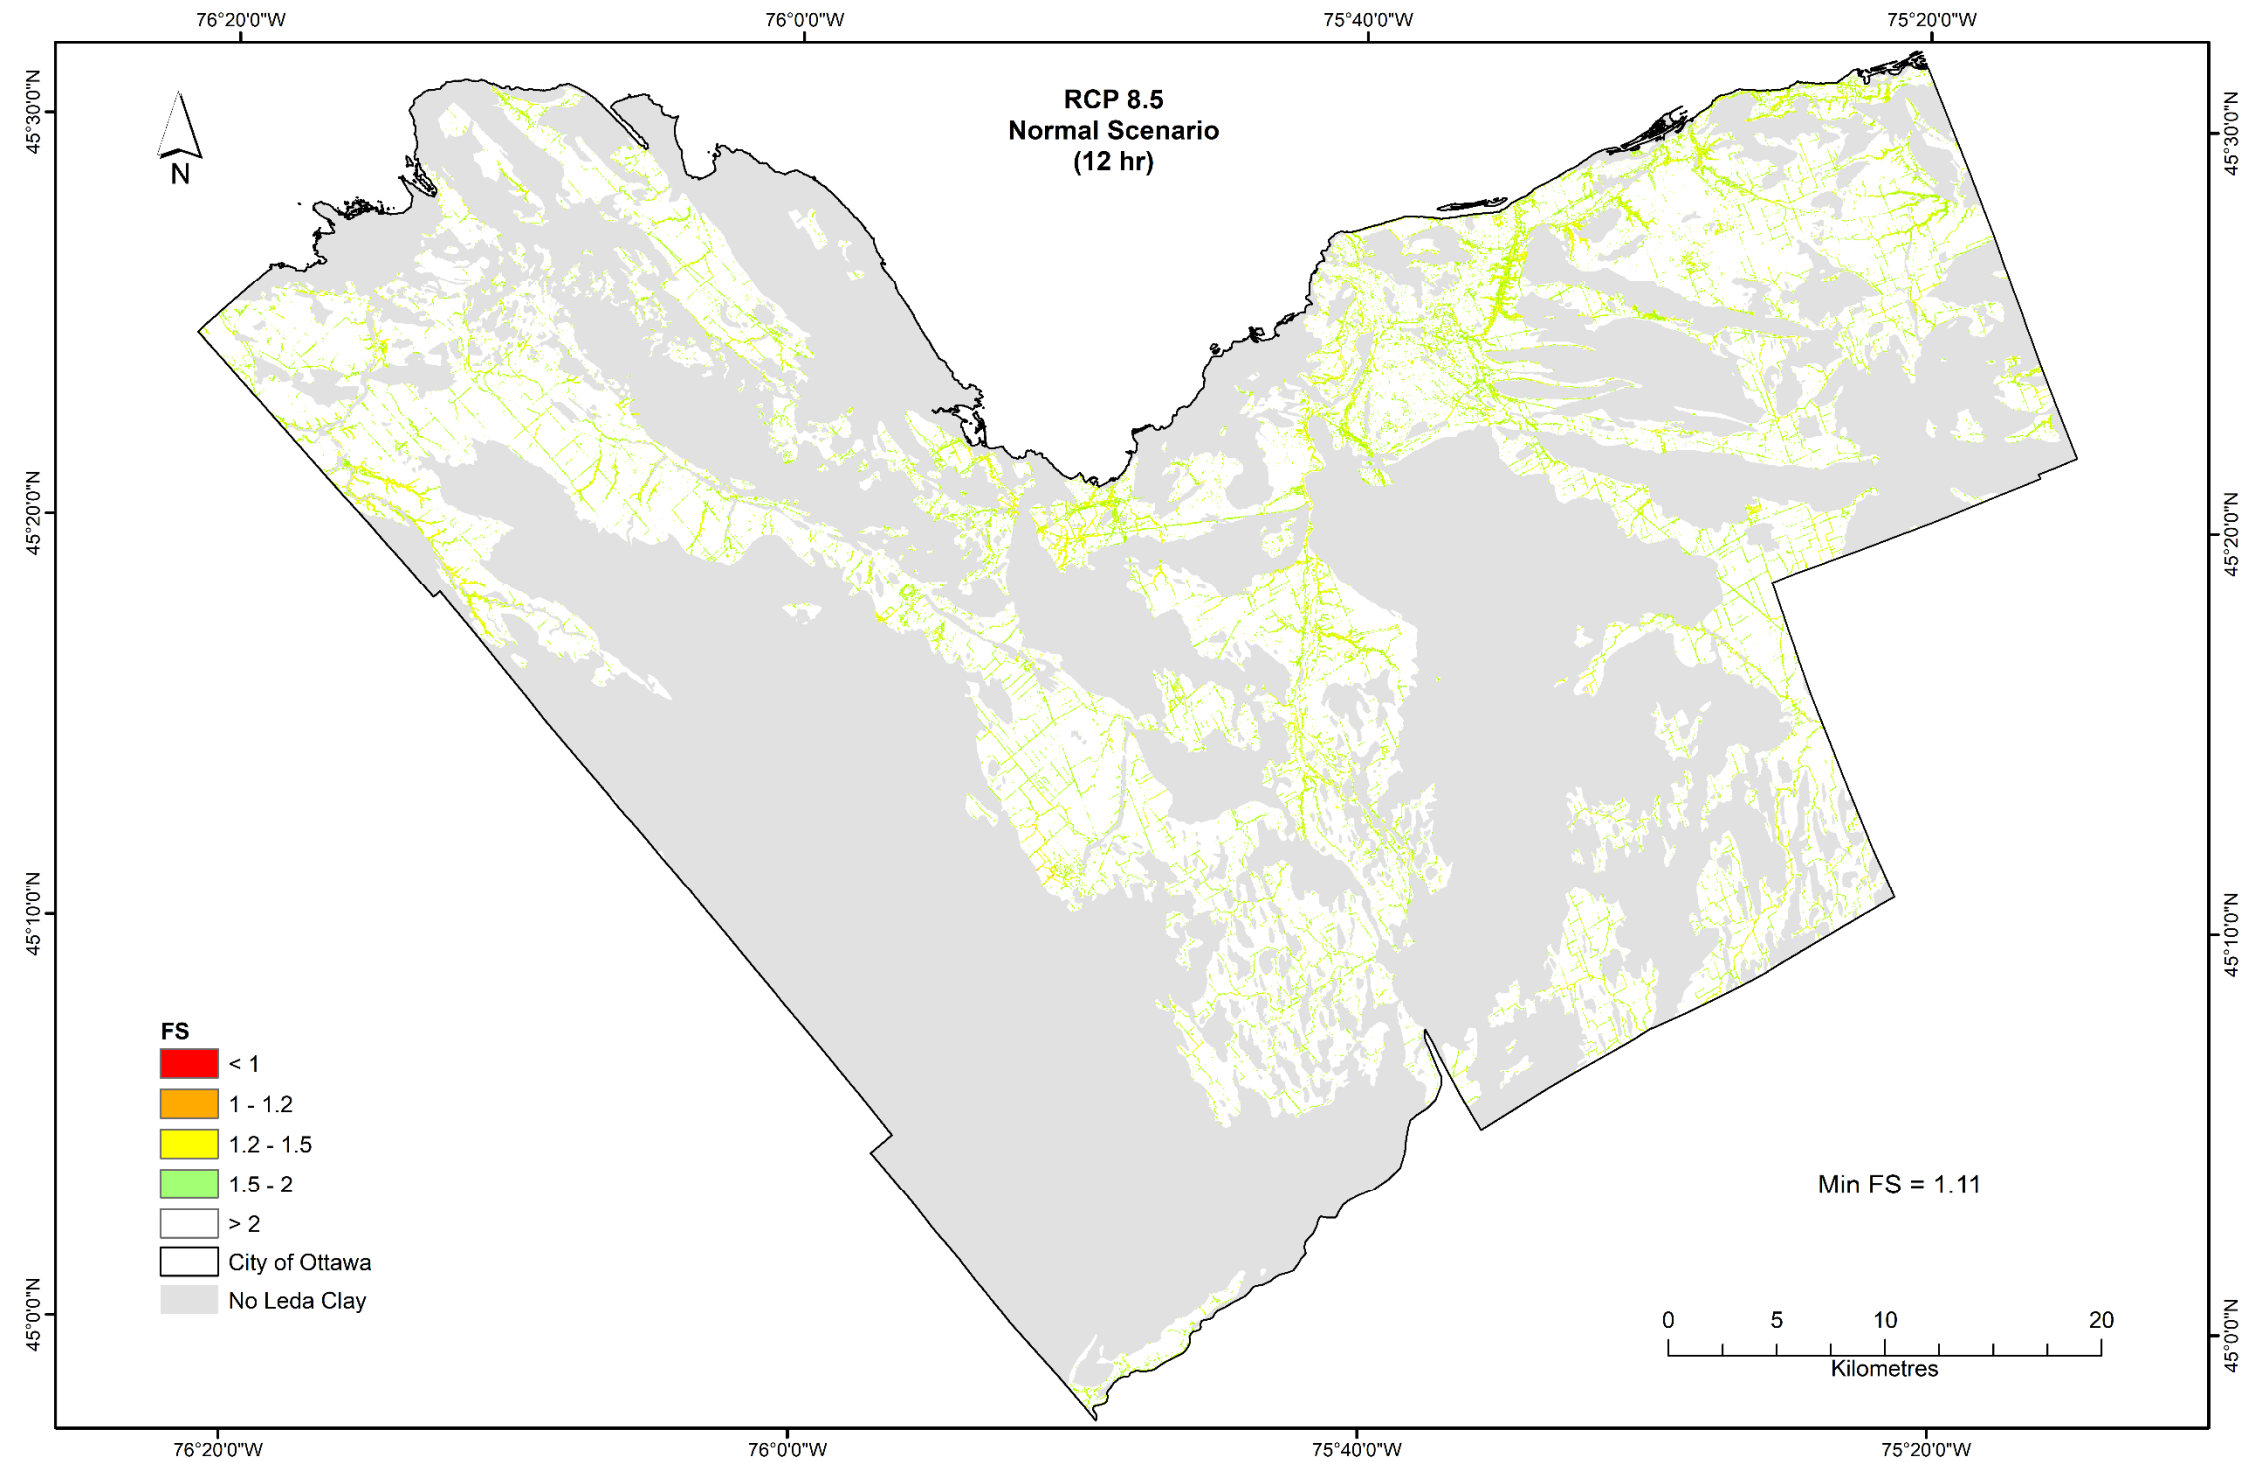 76°20'0"W 76°0'0"W 75°40'0"W 75°20'0"W
45°30'0"N
45°30'0"N
RCP 8.5
Normal Scenario
(12 hr)
N
45°20'0"N
45°20'0"N
45°10'0"N
45°10'0"N
FS
< 1
1 - 1.2
1.2 - 1.5
1.5 - 2
> 2
City of Ottawa
No Leda Clay
Min FS = 1.11
45°0'0"N
45°0'0"N
0 5 10 20
Kilometres
76°20'0"W 76°0'0"W 75°40'0"W 75°20'0"W